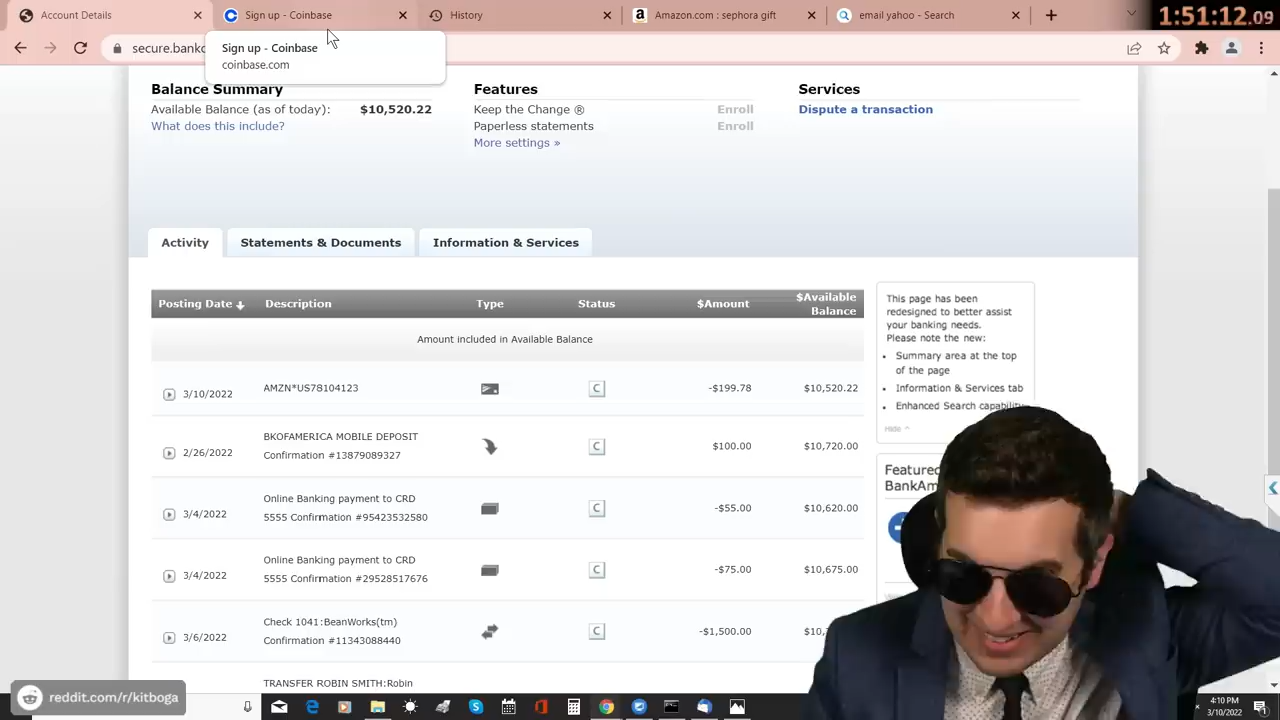 Account Details
Sign up - Coinbase
History
Amazon.com : sephora gift
email yahoo - Search
1:51:12.09
secure.bankc
Sign up - Coinbase
coinbase.com
Balance Summary
Available Balance (as of today): $10,520.22
What does this include?
Features
Keep the Change ® Enroll
Paperless statements Enroll
More settings »
Services
Dispute a transaction
Activity
Statements & Documents
Information & Services
Posting Date Description Type Status $Amount $Available Balance
Amount included in Available Balance
3/10/2022 AMZN*US78104123 C -$199.78 $10,520.22
2/26/2022 BKOFAMERICA MOBILE DEPOSIT C $100.00 $10,720.00
Confirmation #13879089327
3/4/2022 Online Banking payment to CRD C -$55.00 $10,620.00
5555 Confirmation #95423532580
3/4/2022 Online Banking payment to CRD C -$75.00 $10,675.00
5555 Confirmation #29528517676
3/6/2022 Check 1041:BeanWorks(tm) C -$1,500.00
Confirmation #11343088440
TRANSFER ROBIN SMITH:Robin
This page has been
redesigned to better assist
your banking needs.
Please note the new:
• Summary area at the top
of the page
• Information & Services tab
• Enhanced Search capability
Hide
Featured
BankAm
reddit.com/r/kitboga
4:10 PM
3/10/2022